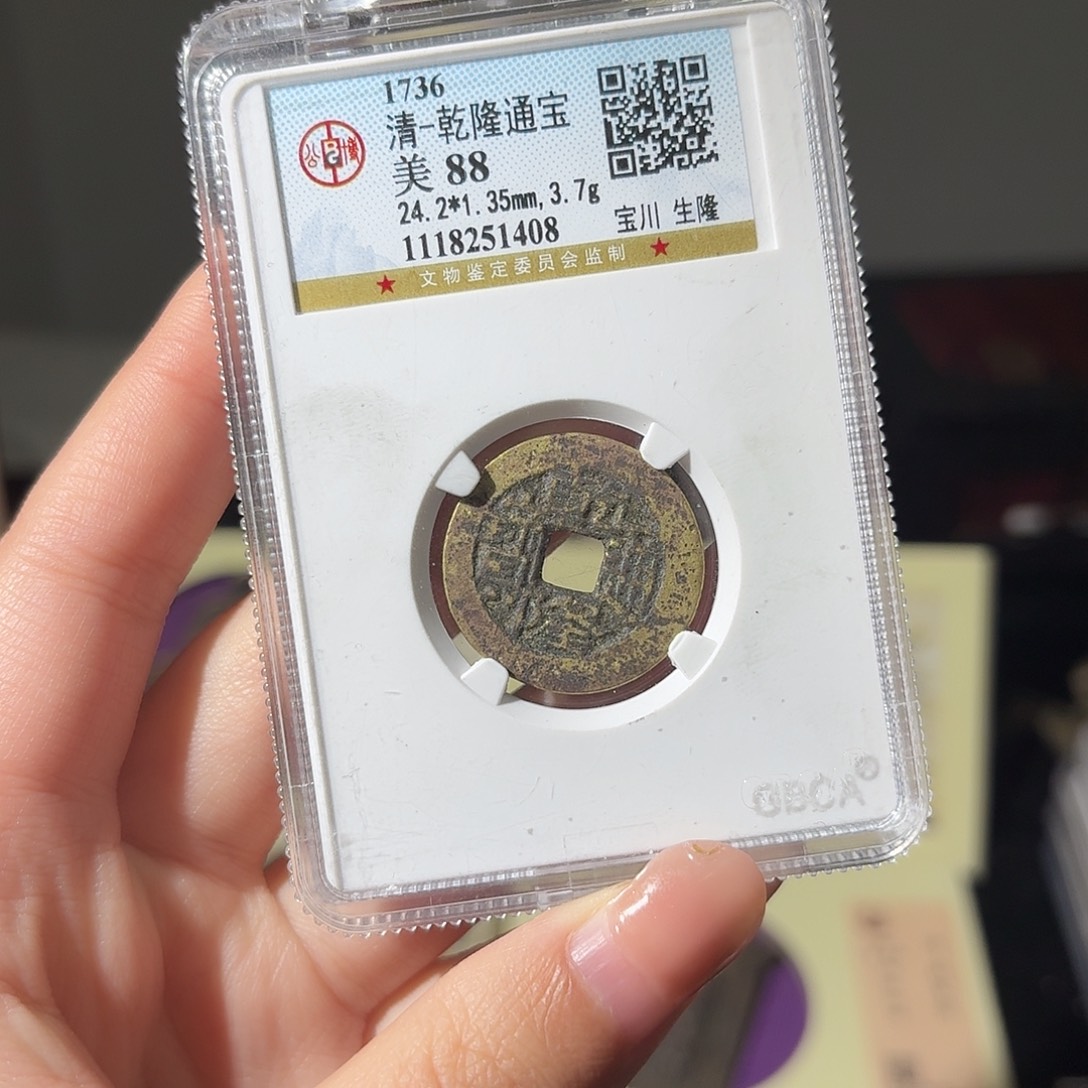 1736
清-乾隆通宝
美 88
24.2*1.35mm, 3.7g
宝川 生隆
1118251408
★ 文物鉴定委员会监制 ★
GBCA